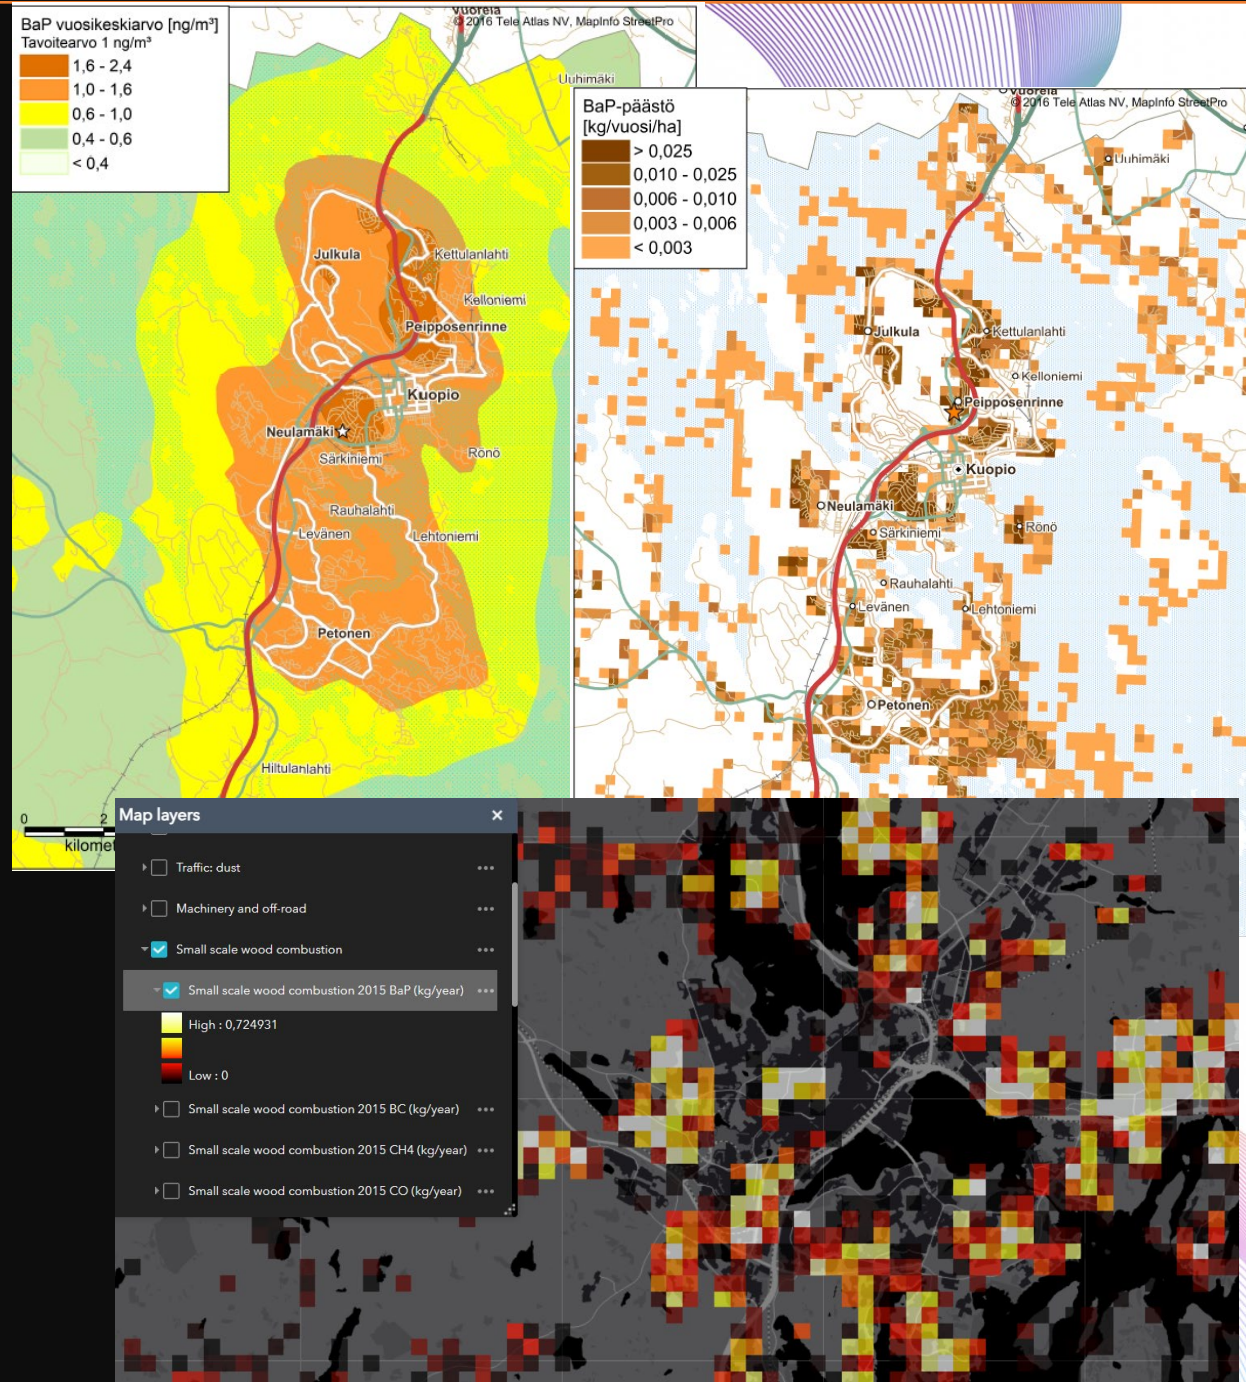 BaP vuosikeskiarvo [ng/m³]
Tavoitearvo 1 ng/m³
1,6 - 2,4
1,0 - 1,6
0,6 - 1,0
0,4 - 0,6
< 0,4
Vuorela
© 2016 Tele Atlas NV, MapInfo StreetPro
Uuhimäki
Julkula
Kettulanlahti
Kelloniemi
Peipposenrinne
Kuopio
Neulamäki
Särkiniemi
Rönö
Rauhalahti
Levänen
Lehtoniemi
Petonen
Hiltulanlahti
0 2
kilomet
BaP-päästö
[kg/vuosi/ha]
> 0,025
0,010 - 0,025
0,006 - 0,010
0,003 - 0,006
< 0,003
Vuorela
© 2016 Tele Atlas NV, MapInfo StreetPro
Uuhimäki
Julkula
Kettulanlahti
Kelloniemi
Peipposenrinne
Kuopio
Neulamäki
Rönö
Särkiniemi
Rauhalahti
Levänen
Lehtoniemi
Petonen
Map layers
Traffic: dust
Machinery and off-road
Small scale wood combustion
Small scale wood combustion 2015 BaP (kg/year)
High : 0,724931
Low : 0
Small scale wood combustion 2015 BC (kg/year)
Small scale wood combustion 2015 CH4 (kg/year)
Small scale wood combustion 2015 CO (kg/year)